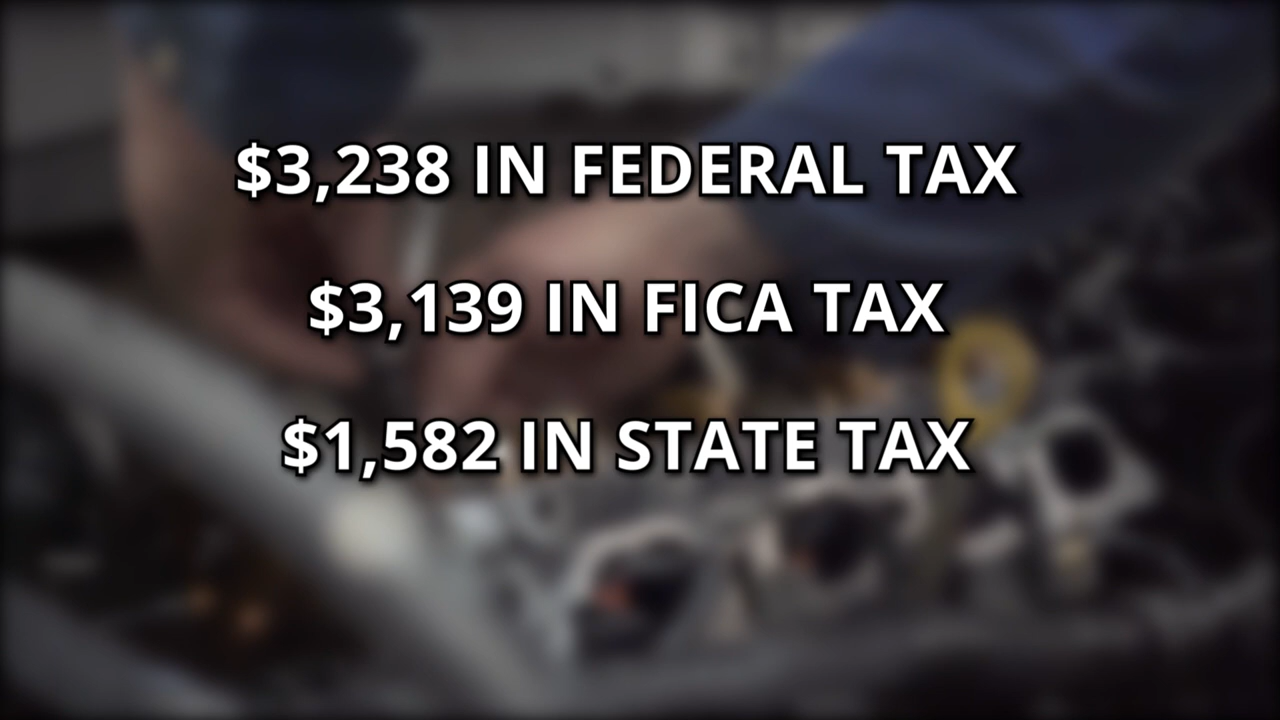 $3,238 IN FEDERAL TAX
$3,139 IN FICA TAX
$1,582 IN STATE TAX